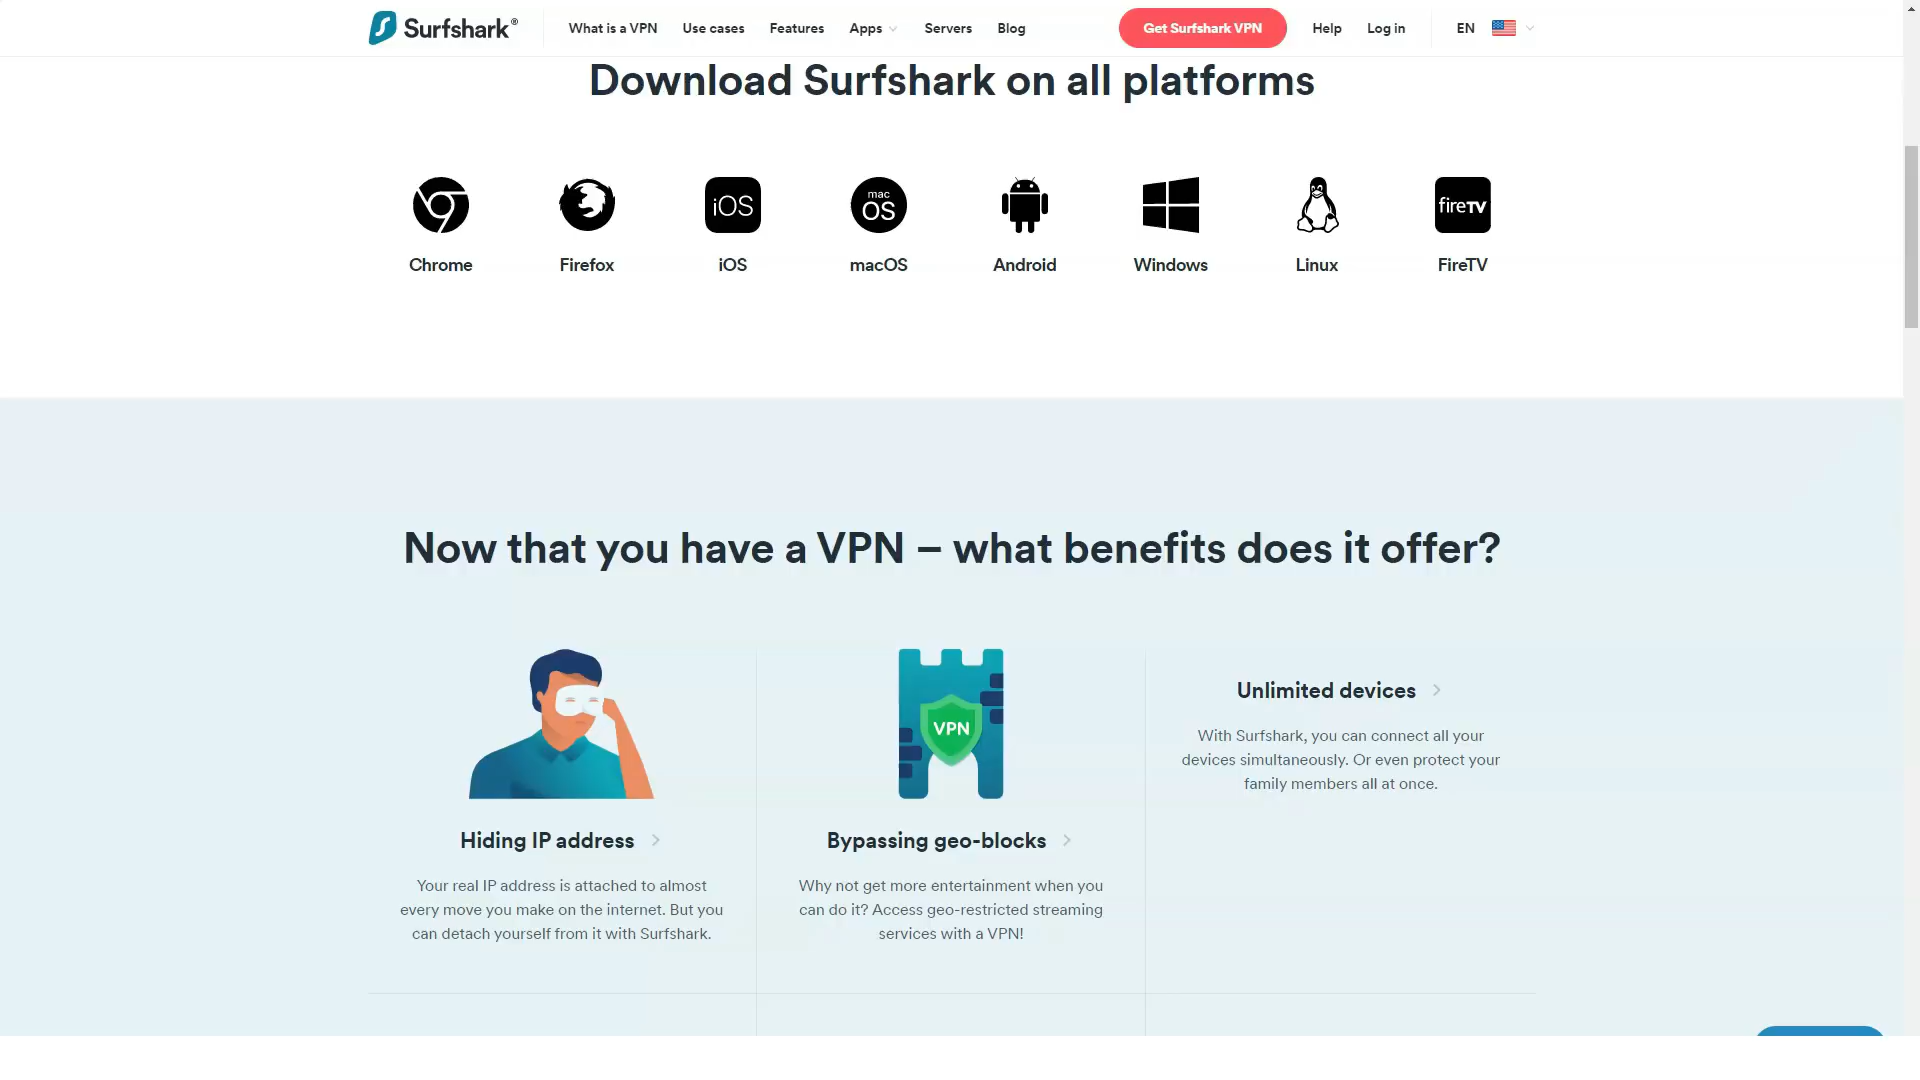 Surfshark®
What is a VPN
Use cases
Features
Apps
Servers
Blog
Get Surfshark VPN
Help
Log in
EN
Download Surfshark on all platforms
iOS
mac
OS
fireTV
Chrome
Firefox
iOS
macOS
Android
Windows
Linux
FireTV
Now that you have a VPN – what benefits does it offer?
VPN
Hiding IP address
Your real IP address is attached to almost
every move you make on the internet. But you
can detach yourself from it with Surfshark.
Bypassing geo-blocks
Why not get more entertainment when you
can do it? Access geo-restricted streaming
services with a VPN!
Unlimited devices
With Surfshark, you can connect all your
devices simultaneously. Or even protect your
family members all at once.